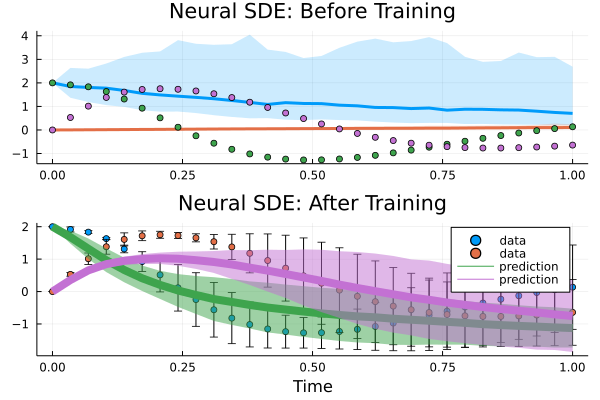 Neural SDE: Before Training
4
3
2
1
0
−1
0.00 0.25 0.50 0.75 1.00
Neural SDE: After Training
2
1
0
−1
data
data
prediction
prediction
0.00 0.25 0.50 0.75 1.00
Time